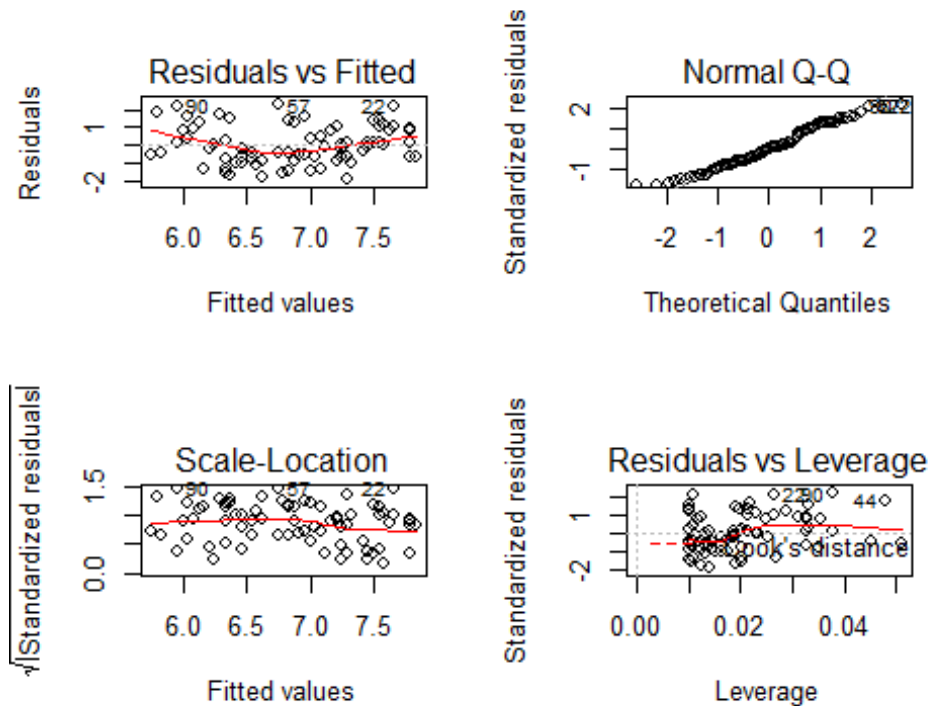 Residuals vs Fitted
Residuals
1
-2
90
57
22
6.0 6.5 7.0 7.5
Fitted values
Normal Q-Q
Standardized residuals
2
-1
-2 -1 0 1 2
Theoretical Quantiles
Scale-Location
√|Standardized residuals|
1.5
0.0
90
57
22
6.0 6.5 7.0 7.5
Fitted values
Residuals vs Leverage
Standardized residuals
1
-2
22
90
44
Cook's distance
0.00 0.02 0.04
Leverage